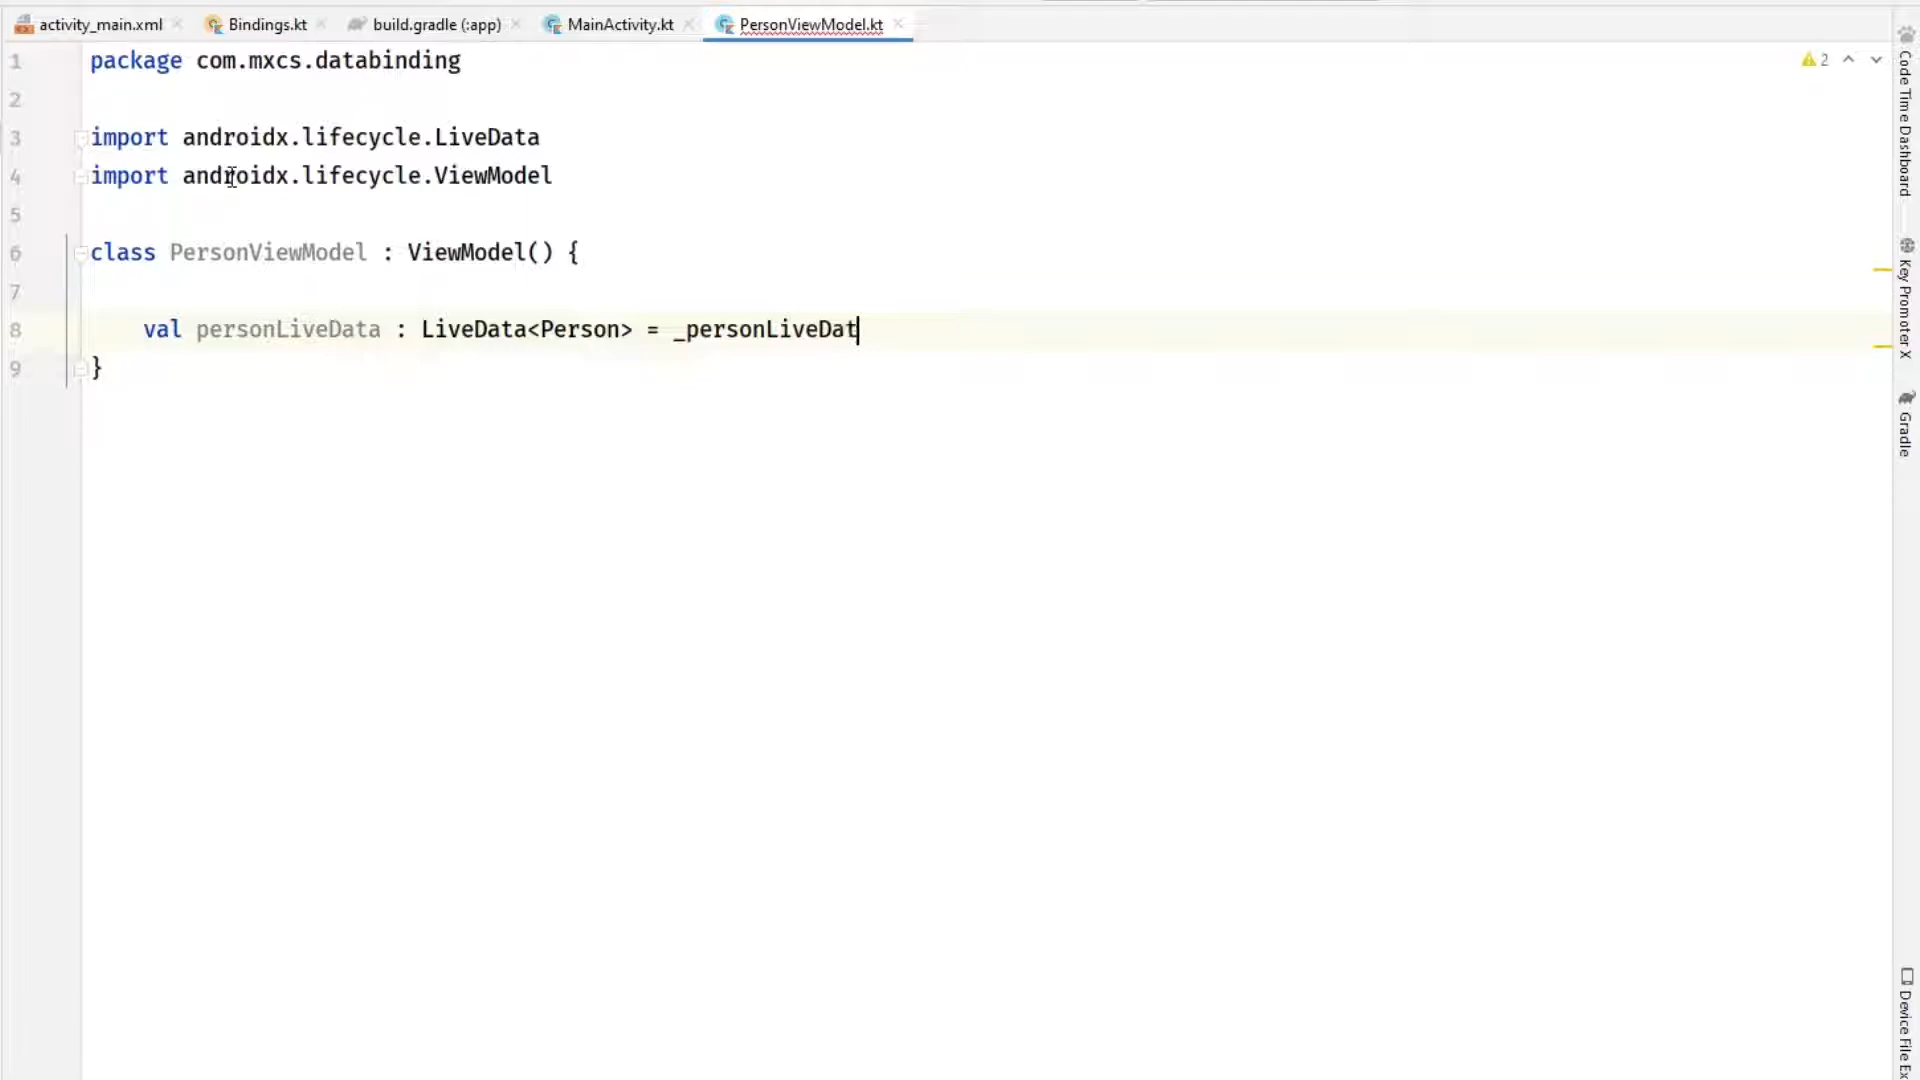 activity_main.xml Bindings.kt build.gradle (:app) MainActivity.kt PersonViewModel.kt
1 package com.mxcs.databinding
2
3 import androidx.lifecycle.LiveData
4 import androidx.lifecycle.ViewModel
5
6 class PersonViewModel : ViewModel() {
7
8 val personLiveData : LiveData<Person> = _personLiveDat
9 }
2
Code Time Dashboard
Key Promoter X
Gradle
Device File Ex